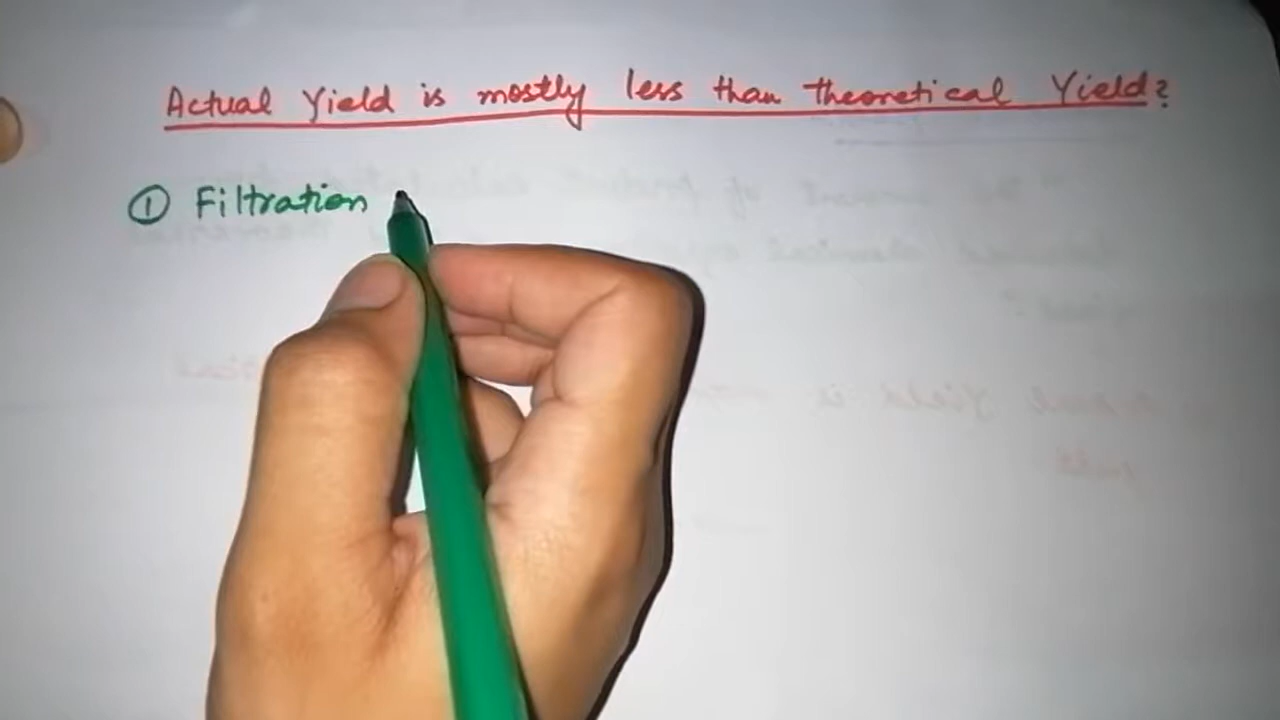 Actual Yield is mostly less than theoretical Yield?
① Filtration